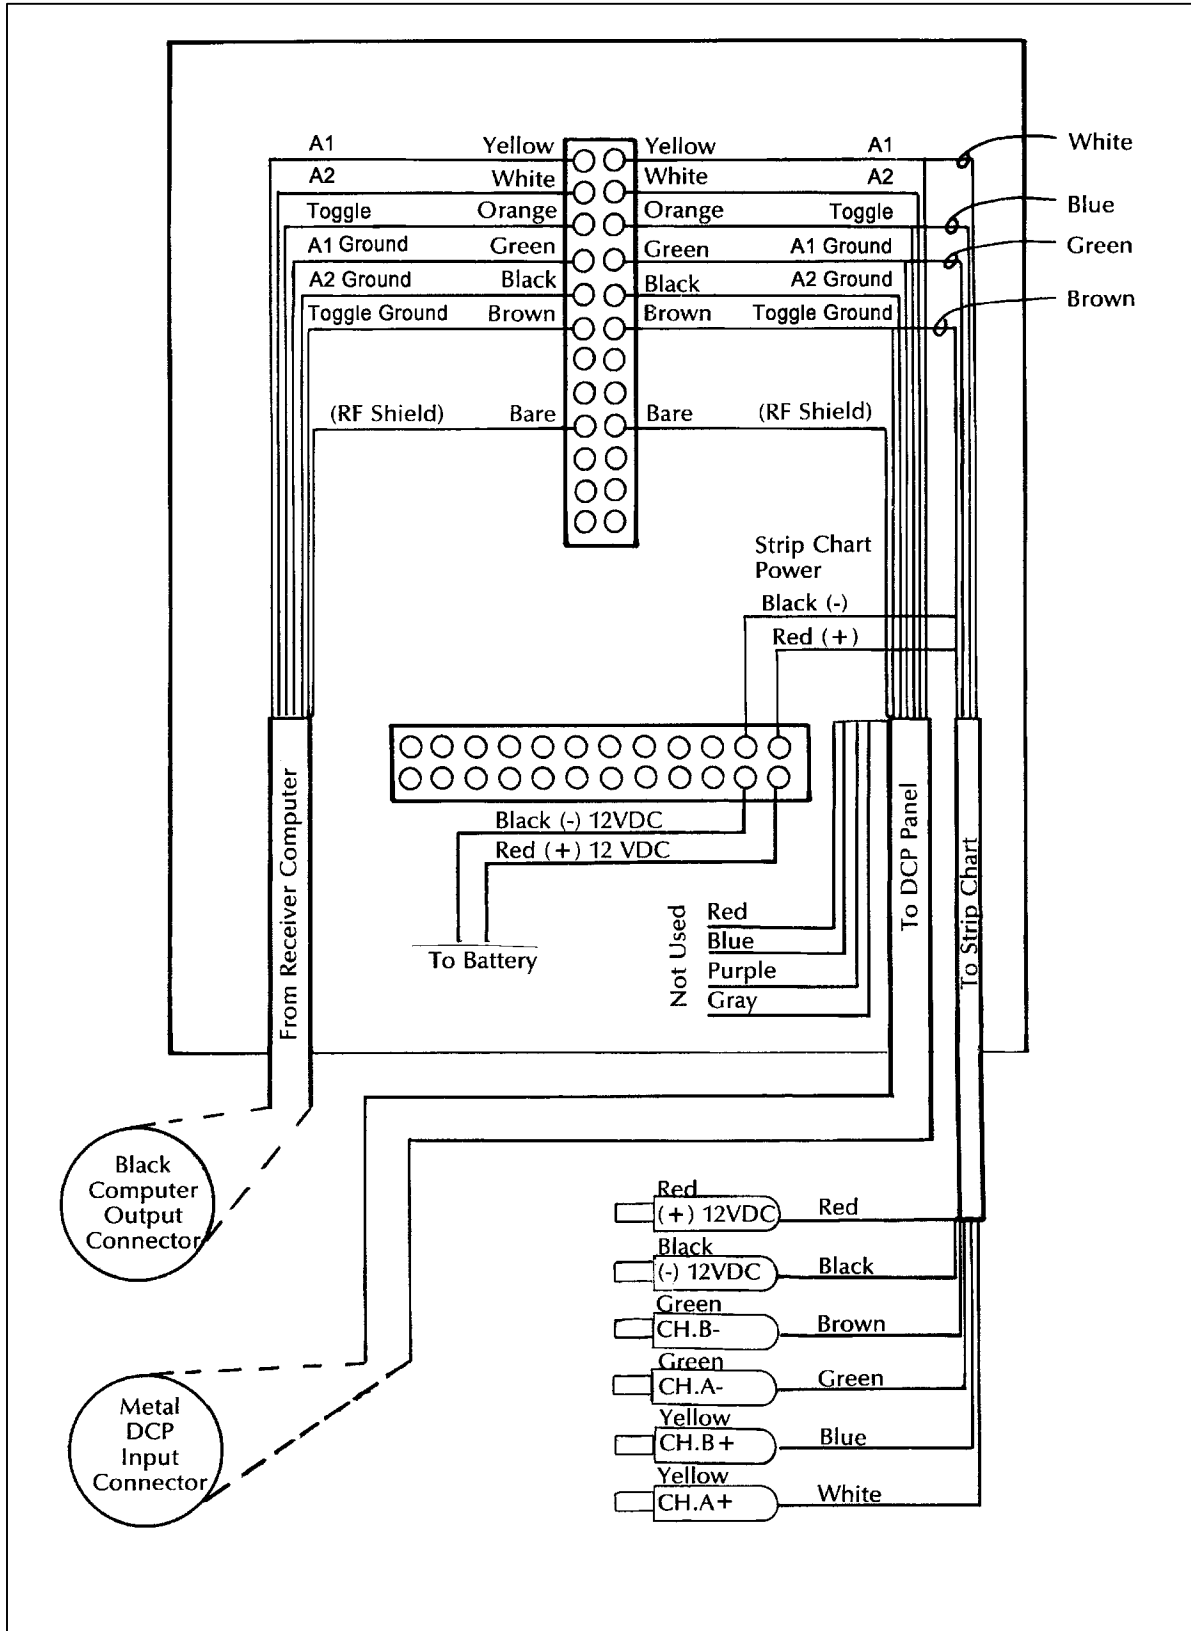 A1 Yellow Yellow A1 White
A2 White White A2
Toggle Orange Orange Toggle Blue
A1 Ground Green Green A1 Ground Green
A2 Ground Black Black A2 Ground
Toggle Ground Brown Brown Toggle Ground Brown
(RF Shield) Bare Bare (RF Shield)
Strip Chart
Power
Black (-)
Red (+)
Black (-) 12VDC
Red (+) 12 VDC
To Battery
From Receiver Computer
Not Used
Red
Blue
Purple
Gray
To DCP Panel
To Strip Chart
Black
Computer
Output
Connector
Metal
DCP
Input
Connector
Red
(+) 12VDC Red
Black
(-) 12VDC Black
Green
CH.B- Brown
Green
CH.A- Green
Yellow
CH.B+ Blue
Yellow
CH.A+ White